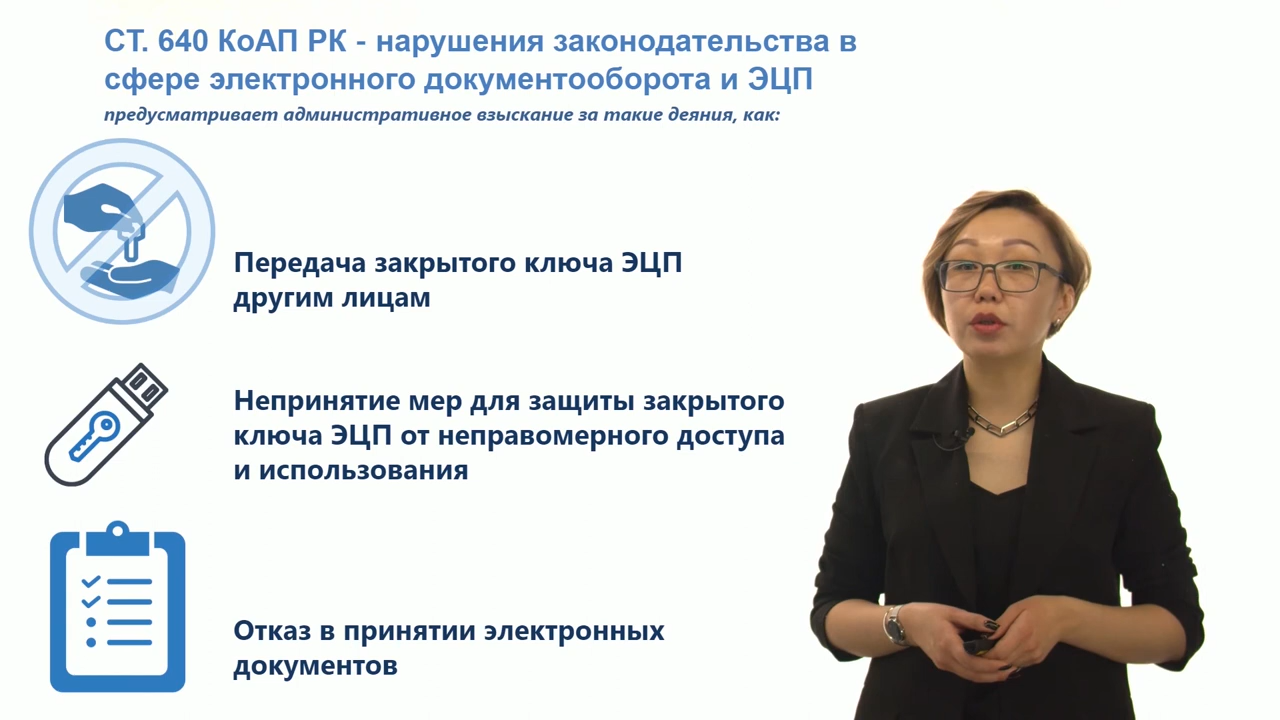 СТ. 640 КоАП РК - нарушения законодательства в
сфере электронного документооборота и ЭЦП
предусматривает административное взыскание за такие деяния, как:
Передача закрытого ключа ЭЦП
другим лицам
Непринятие мер для защиты закрытого
ключа ЭЦП от неправомерного доступа
и использования
Отказ в принятии электронных
документов